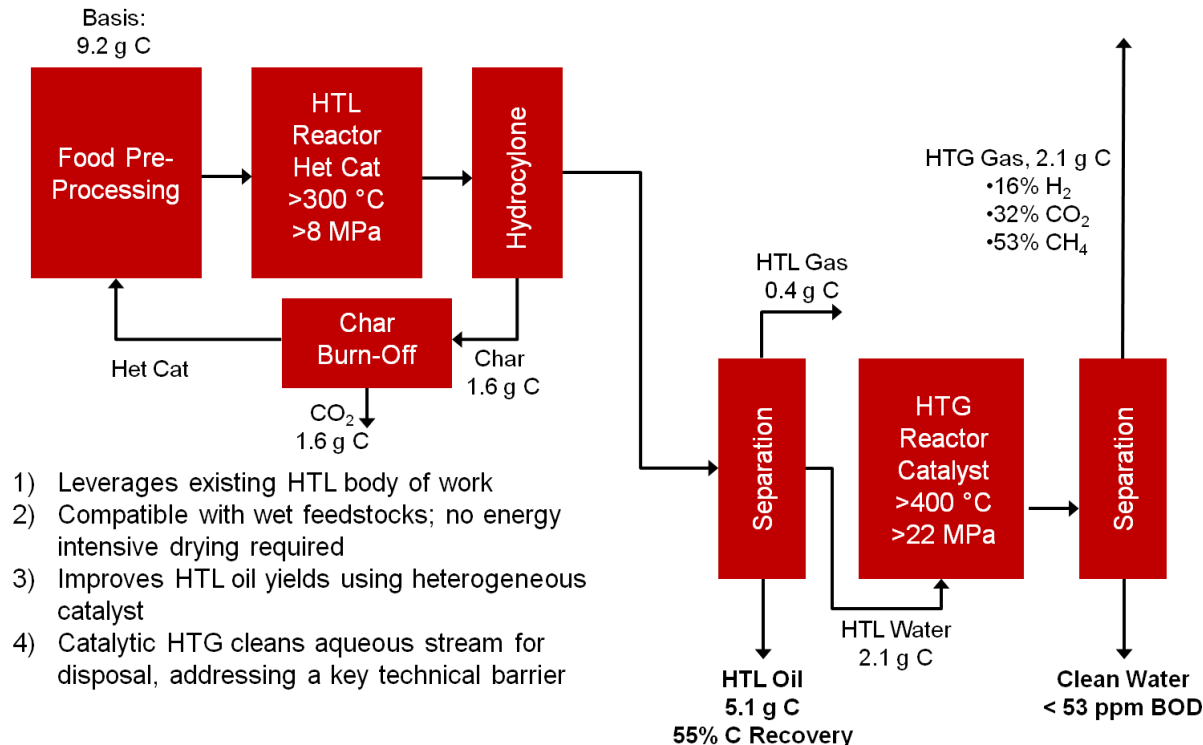 Basis:
9.2 g C
Food Pre-
Processing
HTL
Reactor
Het Cat
>300 °C
>8 MPa
Hydrocylone
Char
Burn-Off
Het Cat
Char
1.6 g C
CO₂
1.6 g C
HTL Gas
0.4 g C
Separation
HTL Oil
5.1 g C
55% C Recovery
HTL Water
2.1 g C
HTG
Reactor
Catalyst
>400 °C
>22 MPa
Separation
HTG Gas, 2.1 g C
•16% H₂
•32% CO₂
•53% CH₄
Clean Water
< 53 ppm BOD
1) Leverages existing HTL body of work
2) Compatible with wet feedstocks; no energy
intensive drying required
3) Improves HTL oil yields using heterogeneous
catalyst
4) Catalytic HTG cleans aqueous stream for
disposal, addressing a key technical barrier